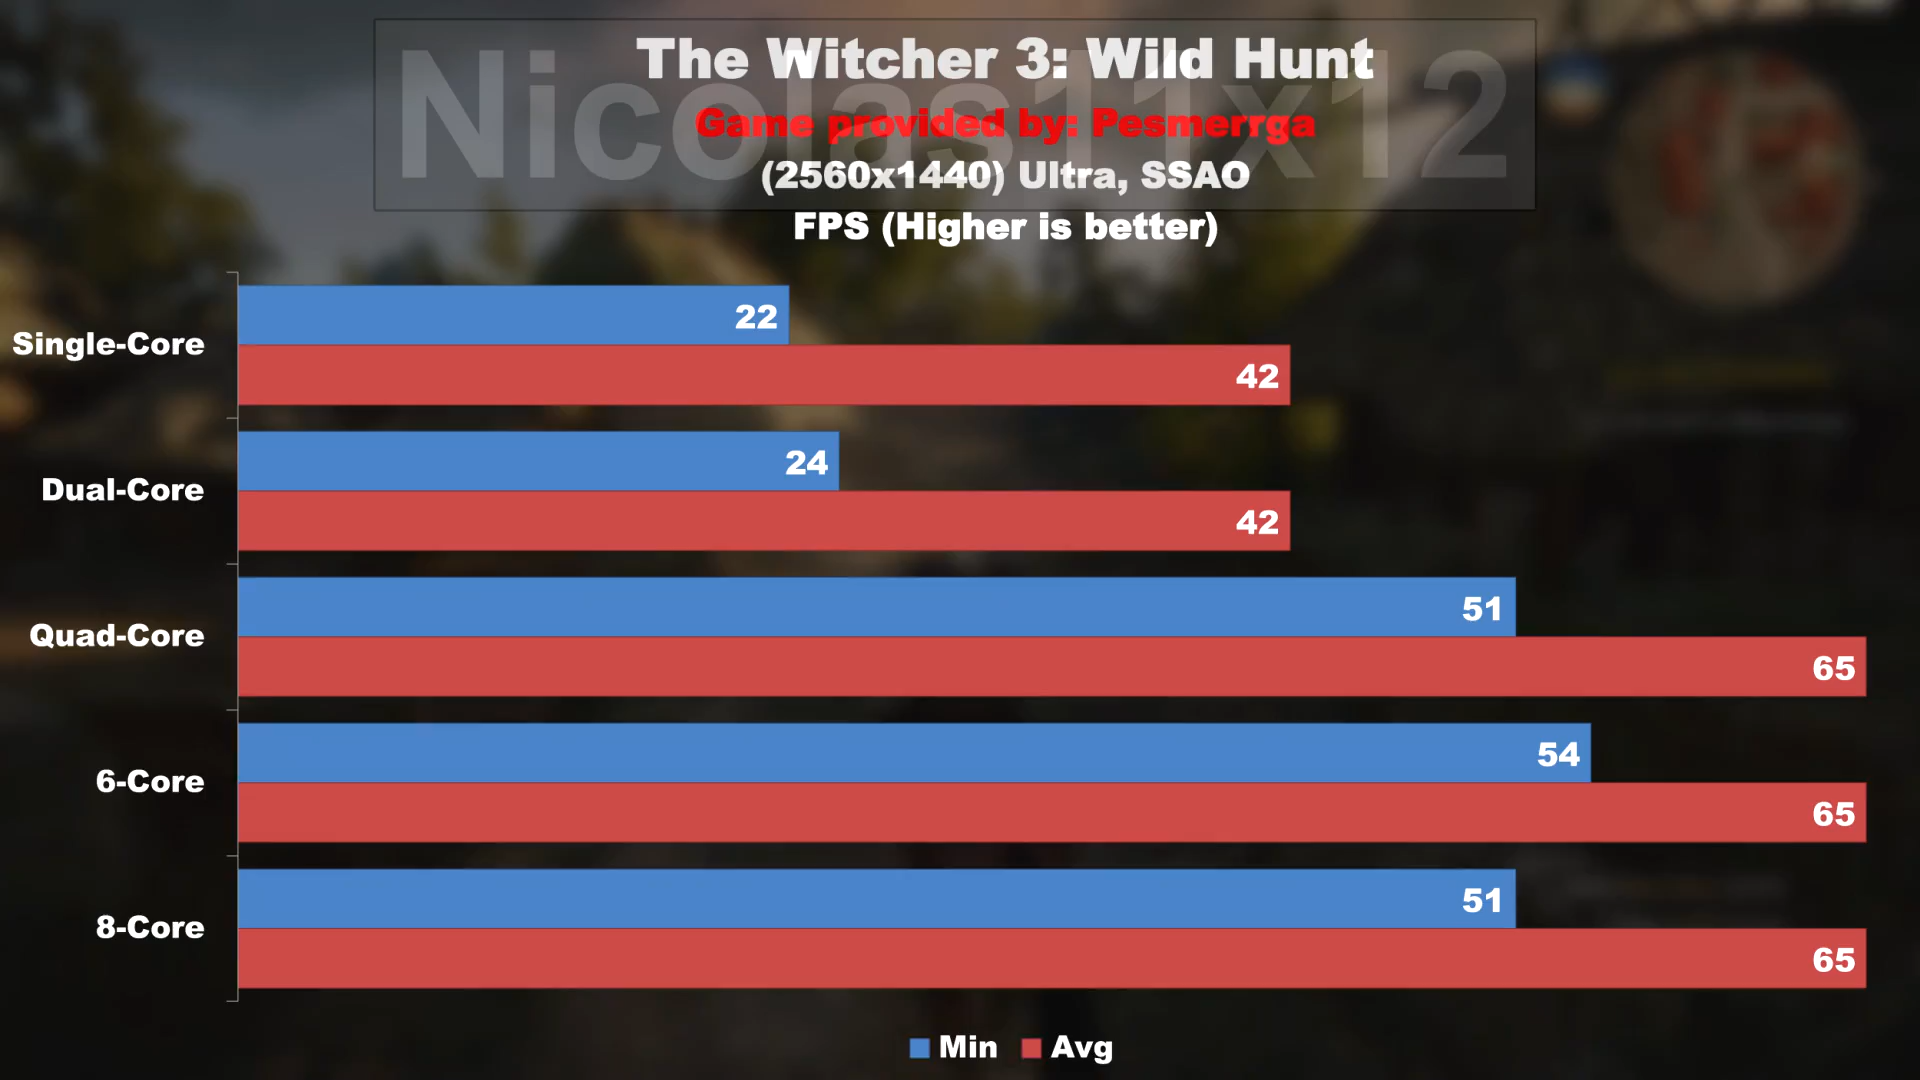 The Witcher 3: Wild Hunt
Nicolas11x12
Game provided by: Pesmerrga
(2560x1440) Ultra, SSAO
FPS (Higher is better)
Single-Core
22
42
Dual-Core
24
42
Quad-Core
51
65
6-Core
54
65
8-Core
51
65
Min Avg